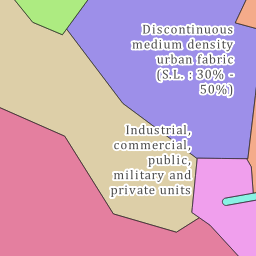 Discontinuous
medium density
urban fabric
(S.L. : 30% -
50%)
Industrial,
commercial,
public,
military and
private units